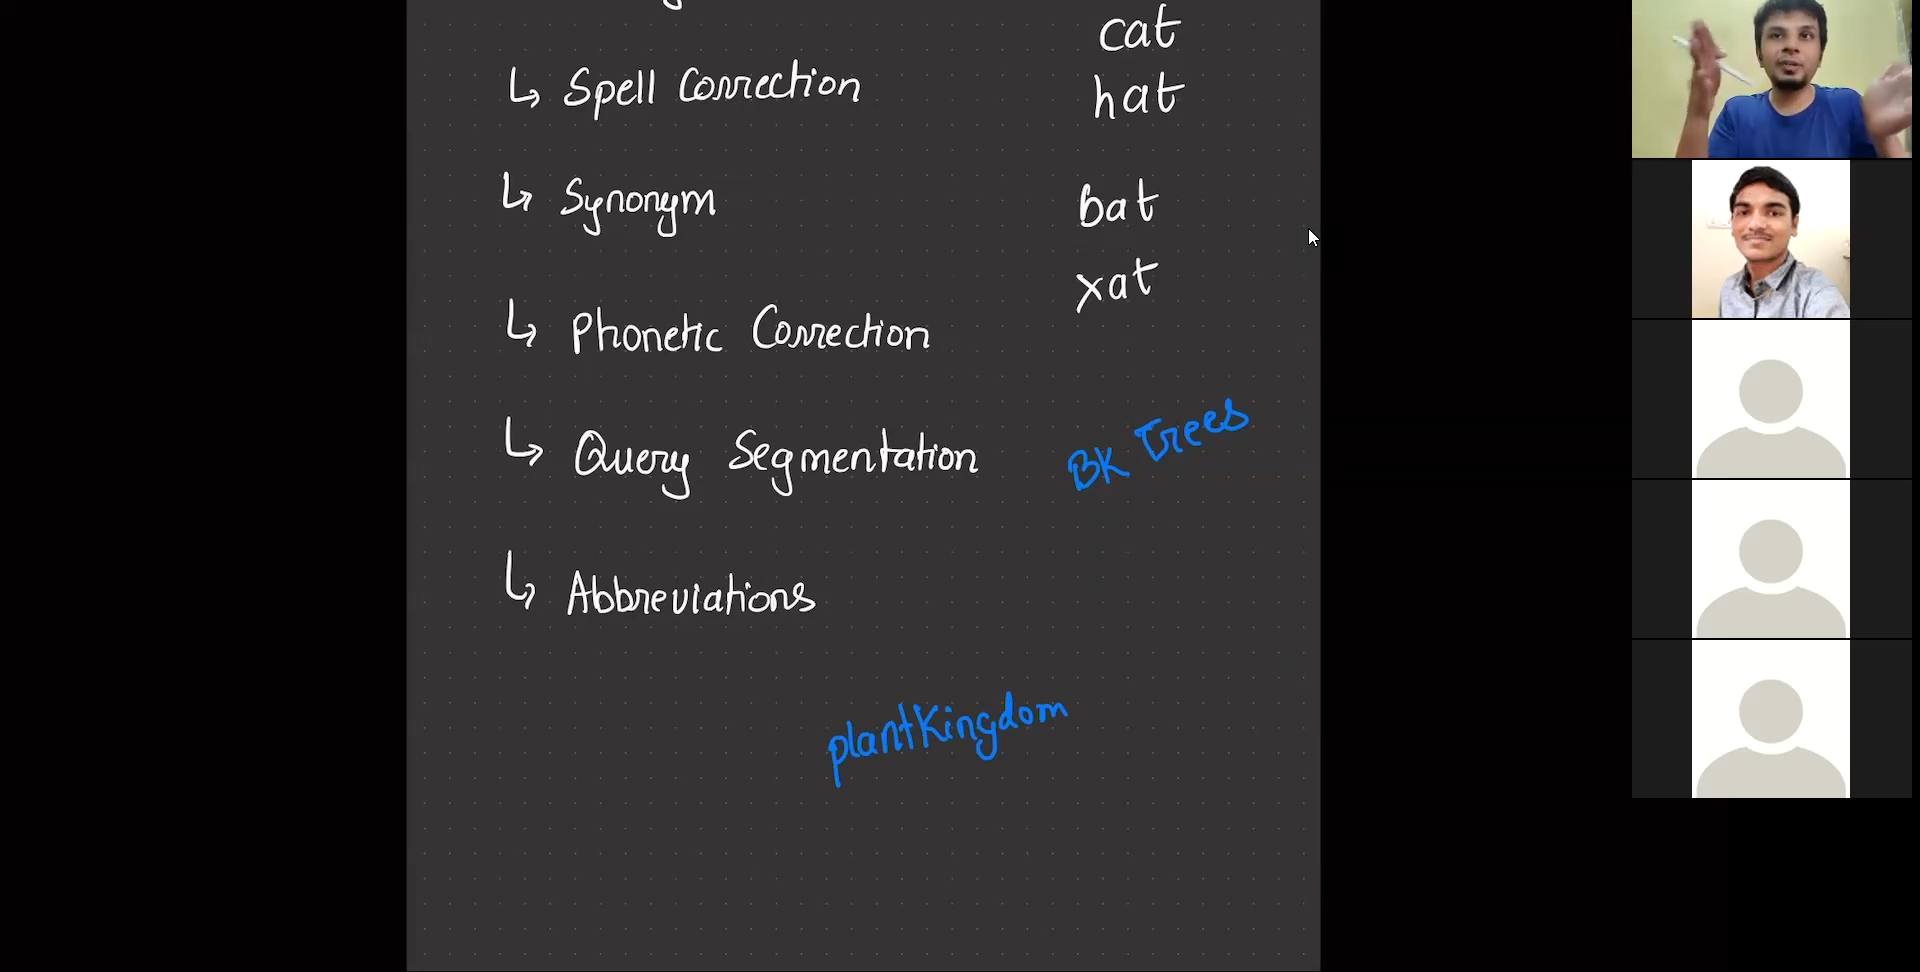 cat
↳ Spell Correction
hat
↳ Synonym
bat
xat
↳ Phonetic Correction
↳ Query Segmentation
BK Trees
↳ Abbreviations
plantKingdom